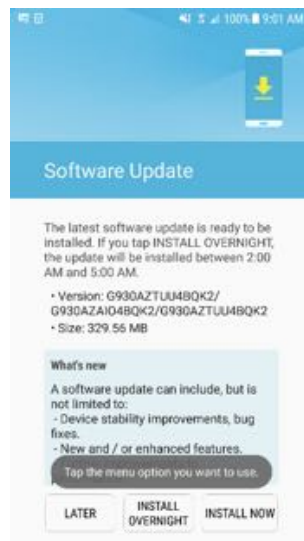 100% 9:01 AM
Software Update
The latest software update is ready to be
installed. If you tap INSTALL OVERNIGHT,
the update will be installed between 2:00
AM and 5:00 AM.
• Version: G930AZTUU4BQK2/
G930AZAIO4BQK2/G930AZTUU4BQK2
• Size: 329.56 MB
What's new
A software update can include, but is
not limited to:
- Device stability improvements, bug
fixes.
- New and / or enhanced features.
Tap the menu option you want to use.
LATER
INSTALL
OVERNIGHT
INSTALL NOW